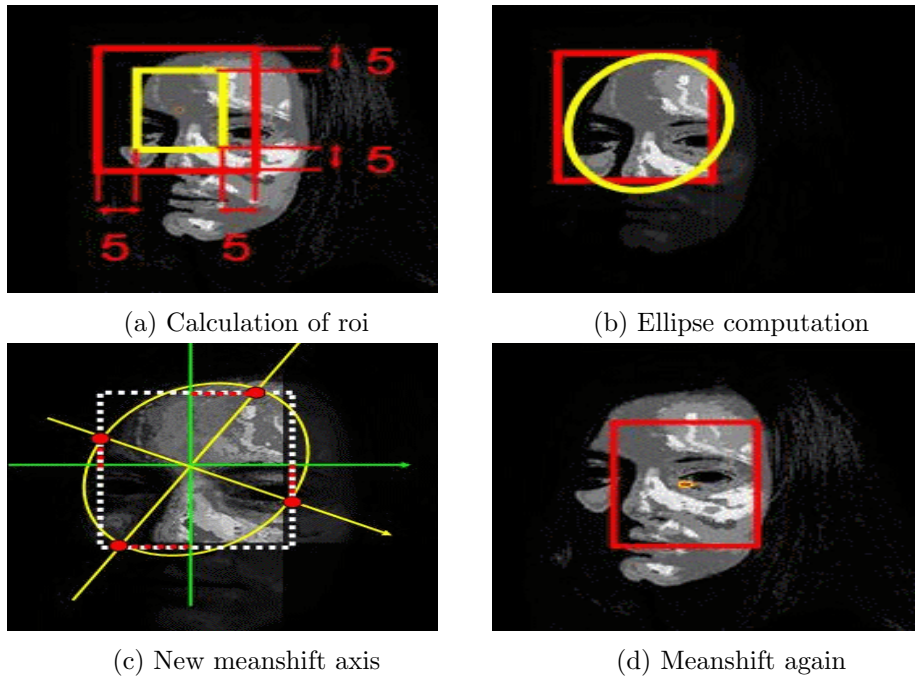 5
5
5 5
(a) Calculation of roi
(b) Ellipse computation
(c) New meanshift axis
(d) Meanshift again